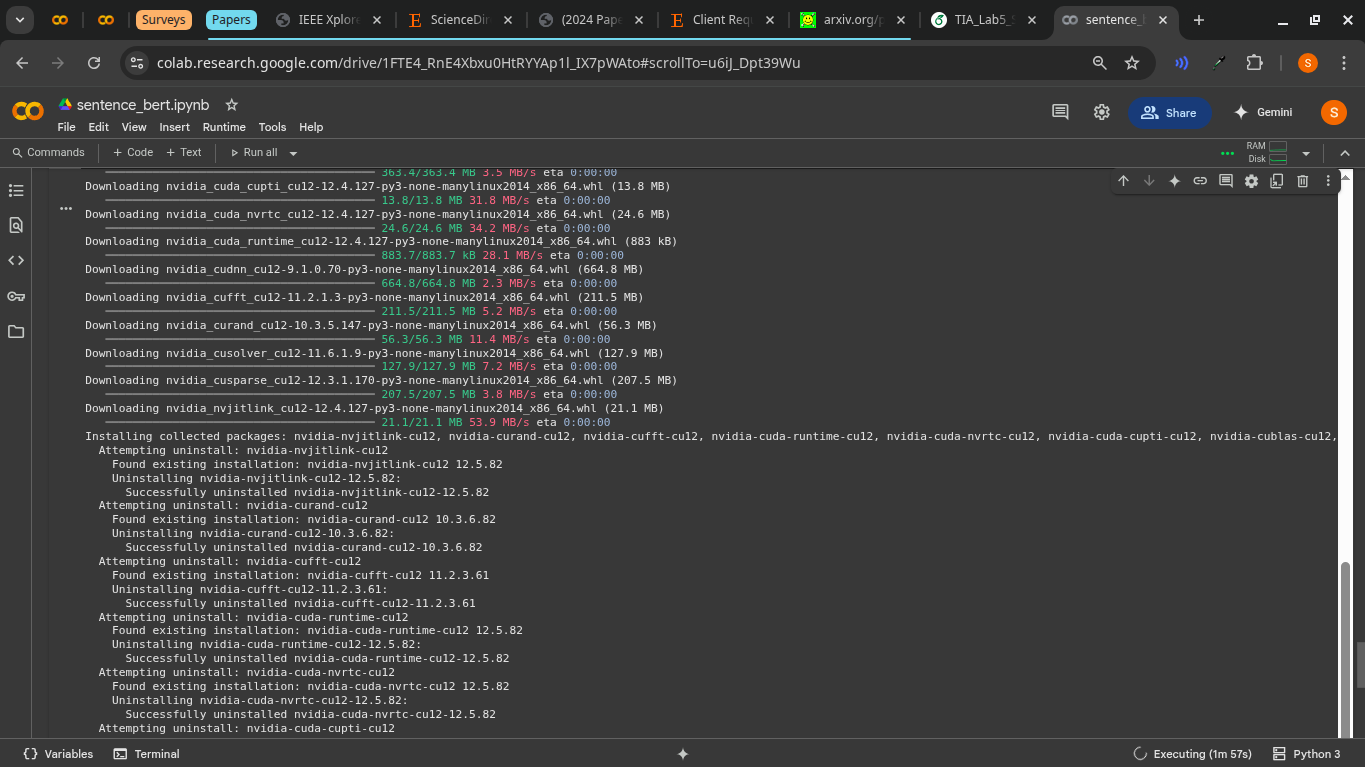 Surveys
Papers
IEEE Xplore
ScienceDir
(2024 Pape
Client Requ
arxiv.org/p
TIA_Lab5_S
sentence_b
colab.research.google.com/drive/1FTE4_RnE4Xbxu0HtRYYAp1l_IX7pWAto#scrollTo=u6iJ_Dpt39Wu
S
sentence_bert.ipynb
File Edit View Insert Runtime Tools Help
Share
Gemini
S
Commands + Code + Text Run all
RAM
Disk
363.4/363.4 MB 3.5 MB/s eta 0:00:00
Downloading nvidia_cuda_cupti_cu12-12.4.127-py3-none-manylinux2014_x86_64.whl (13.8 MB)
13.8/13.8 MB 31.8 MB/s eta 0:00:00
Downloading nvidia_cuda_nvrtc_cu12-12.4.127-py3-none-manylinux2014_x86_64.whl (24.6 MB)
24.6/24.6 MB 34.2 MB/s eta 0:00:00
Downloading nvidia_cuda_runtime_cu12-12.4.127-py3-none-manylinux2014_x86_64.whl (883 kB)
883.7/883.7 kB 28.1 MB/s eta 0:00:00
Downloading nvidia_cudnn_cu12-9.1.0.70-py3-none-manylinux2014_x86_64.whl (664.8 MB)
664.8/664.8 MB 2.3 MB/s eta 0:00:00
Downloading nvidia_cufft_cu12-11.2.1.3-py3-none-manylinux2014_x86_64.whl (211.5 MB)
211.5/211.5 MB 5.2 MB/s eta 0:00:00
Downloading nvidia_curand_cu12-10.3.5.147-py3-none-manylinux2014_x86_64.whl (56.3 MB)
56.3/56.3 MB 11.4 MB/s eta 0:00:00
Downloading nvidia_cusolver_cu12-11.6.1.9-py3-none-manylinux2014_x86_64.whl (127.9 MB)
127.9/127.9 MB 7.2 MB/s eta 0:00:00
Downloading nvidia_cusparse_cu12-12.3.1.170-py3-none-manylinux2014_x86_64.whl (207.5 MB)
207.5/207.5 MB 3.8 MB/s eta 0:00:00
Downloading nvidia_nvjitlink_cu12-12.4.127-py3-none-manylinux2014_x86_64.whl (21.1 MB)
21.1/21.1 MB 53.9 MB/s eta 0:00:00
Installing collected packages: nvidia-nvjitlink-cu12, nvidia-curand-cu12, nvidia-cufft-cu12, nvidia-cuda-runtime-cu12, nvidia-cuda-nvrtc-cu12, nvidia-cuda-cupti-cu12, nvidia-cublas-cu12,
Attempting uninstall: nvidia-nvjitlink-cu12
Found existing installation: nvidia-nvjitlink-cu12 12.5.82
Uninstalling nvidia-nvjitlink-cu12-12.5.82:
Successfully uninstalled nvidia-nvjitlink-cu12-12.5.82
Attempting uninstall: nvidia-curand-cu12
Found existing installation: nvidia-curand-cu12 10.3.6.82
Uninstalling nvidia-curand-cu12-10.3.6.82:
Successfully uninstalled nvidia-curand-cu12-10.3.6.82
Attempting uninstall: nvidia-cufft-cu12
Found existing installation: nvidia-cufft-cu12 11.2.3.61
Uninstalling nvidia-cufft-cu12-11.2.3.61:
Successfully uninstalled nvidia-cufft-cu12-11.2.3.61
Attempting uninstall: nvidia-cuda-runtime-cu12
Found existing installation: nvidia-cuda-runtime-cu12 12.5.82
Uninstalling nvidia-cuda-runtime-cu12-12.5.82:
Successfully uninstalled nvidia-cuda-runtime-cu12-12.5.82
Attempting uninstall: nvidia-cuda-nvrtc-cu12
Found existing installation: nvidia-cuda-nvrtc-cu12 12.5.82
Uninstalling nvidia-cuda-nvrtc-cu12-12.5.82:
Successfully uninstalled nvidia-cuda-nvrtc-cu12-12.5.82
Attempting uninstall: nvidia-cuda-cupti-cu12
Variables
Terminal
Executing (1m 57s)
Python 3